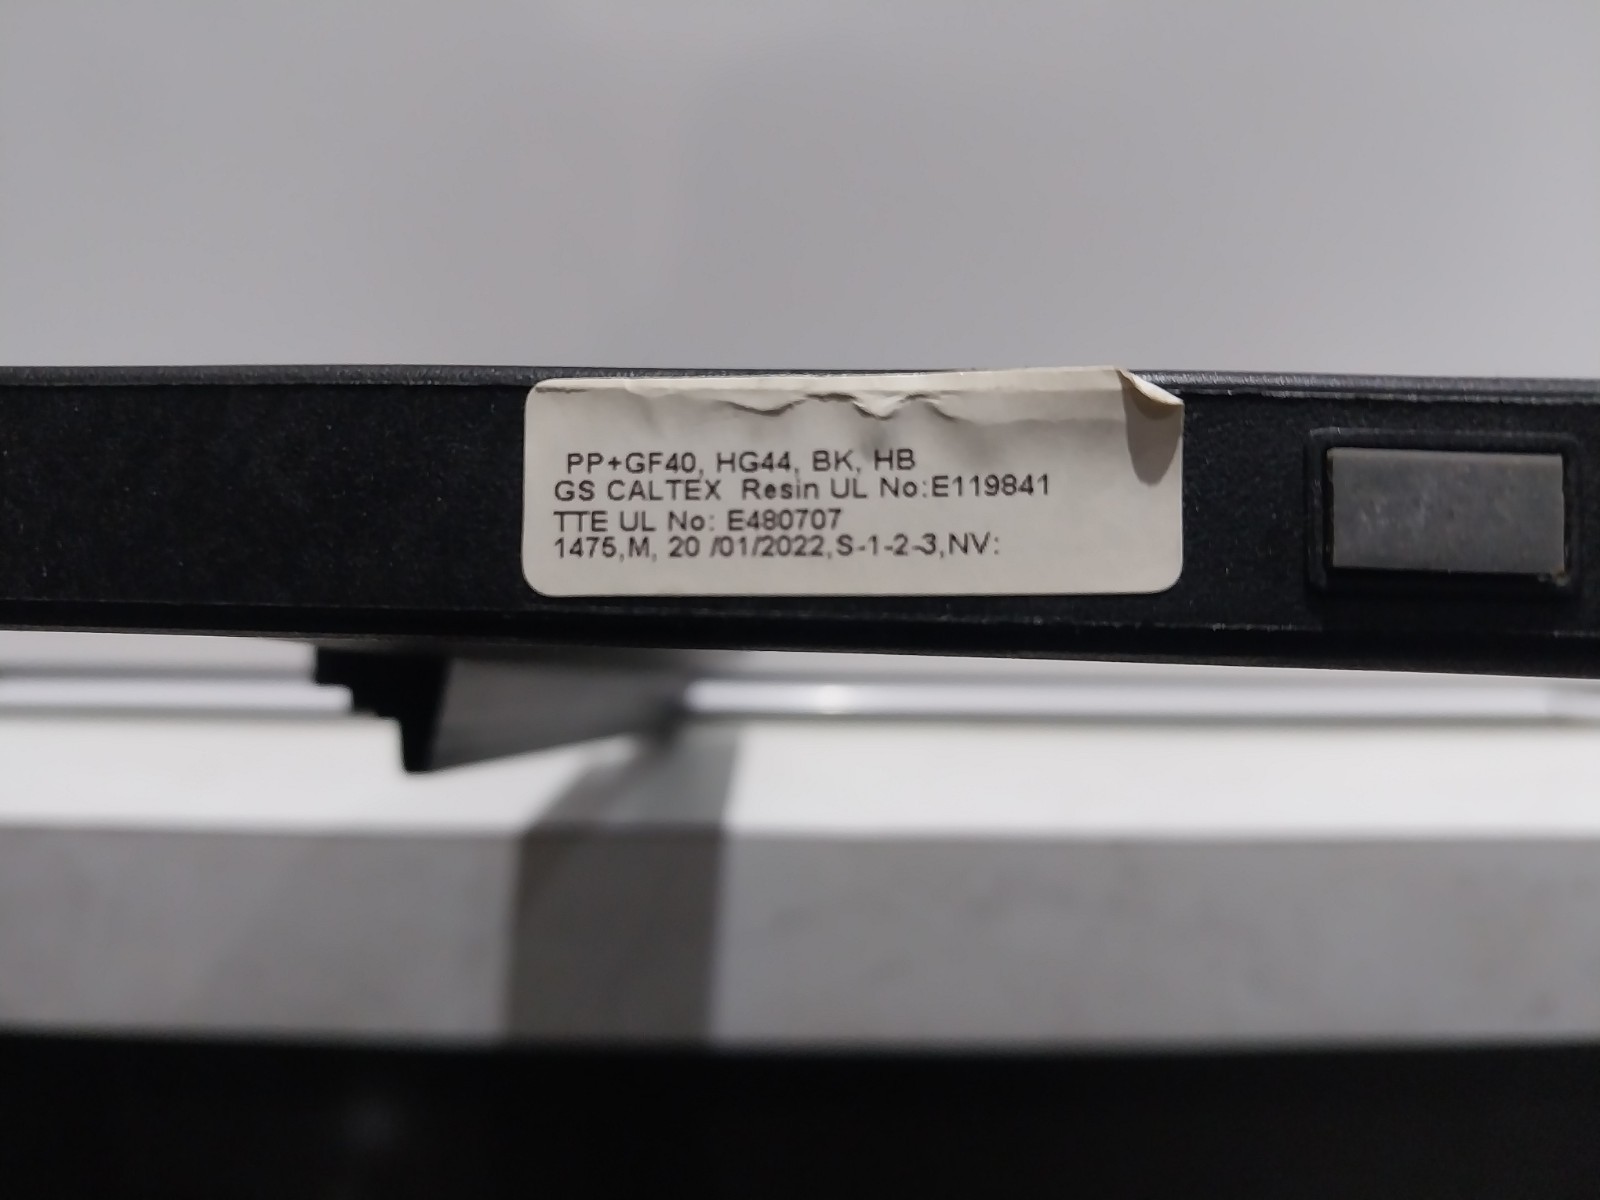 PP+GF40, HG44, BK, HB
GS CALTEX Resin UL No:E119841
TTE UL No: E480707
1475,M, 20 /01/2022,S-1-2-3,NV: